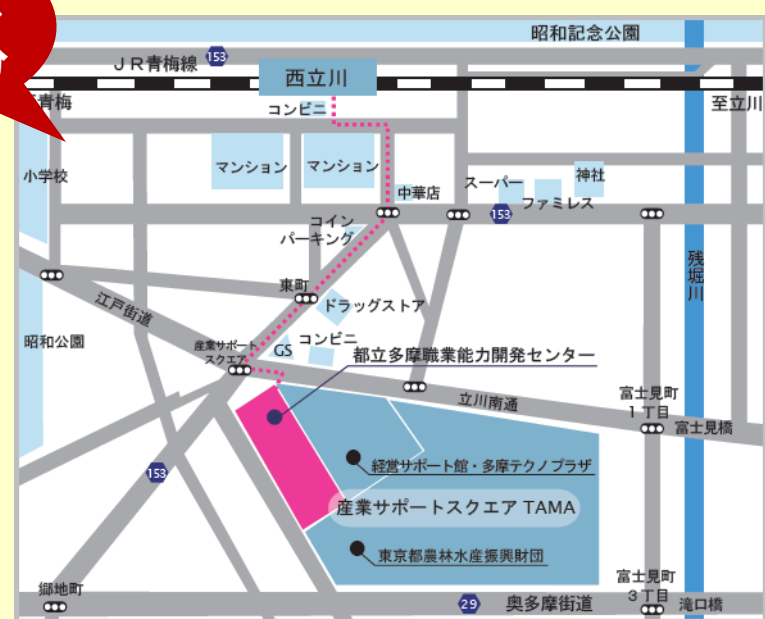 昭和記念公園
JR青梅線
153
西立川
青梅
至立川
コンビニ
小学校
マンション
マンション
中華店
スーパー
ファミレス
神社
153
コイン
パーキング
残堀川
東町
江戸街道
ドラッグストア
昭和公園
産業サポート
スクエア
GS
コンビニ
都立多摩職業能力開発センター
立川南通
富士見町
1丁目
富士見橋
153
経営サポート館・多摩テクノプラザ
産業サポートスクエア TAMA
東京都農林水産振興財団
郷地町
29
奥多摩街道
富士見町
3丁目
滝口橋